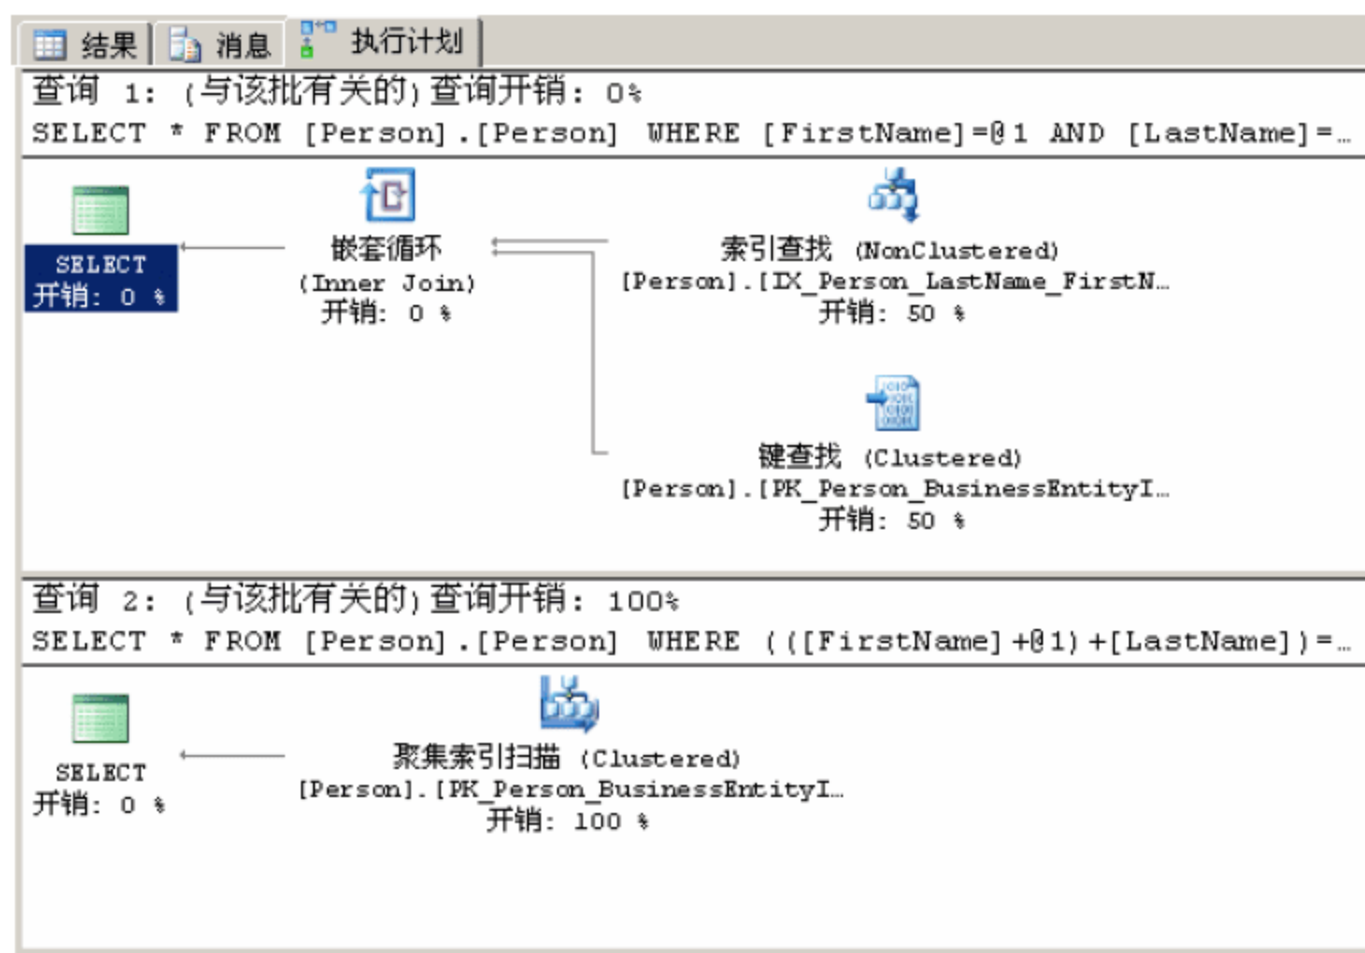 结果 消息 执行计划
查询 1: (与该批有关的)查询开销: 0%
SELECT * FROM [Person].[Person] WHERE [FirstName]=@1 AND [LastName]=…
SELECT
开销: 0 %
嵌套循环
(Inner Join)
开销: 0 %
索引查找 (NonClustered)
[Person].[IX_Person_LastName_FirstN…
开销: 50 %
键查找 (Clustered)
[Person].[PK_Person_BusinessEntityI…
开销: 50 %
查询 2: (与该批有关的)查询开销: 100%
SELECT * FROM [Person].[Person] WHERE (([FirstName]+@1)+[LastName])=…
SELECT
开销: 0 %
聚集索引扫描 (Clustered)
[Person].[PK_Person_BusinessEntityI…
开销: 100 %